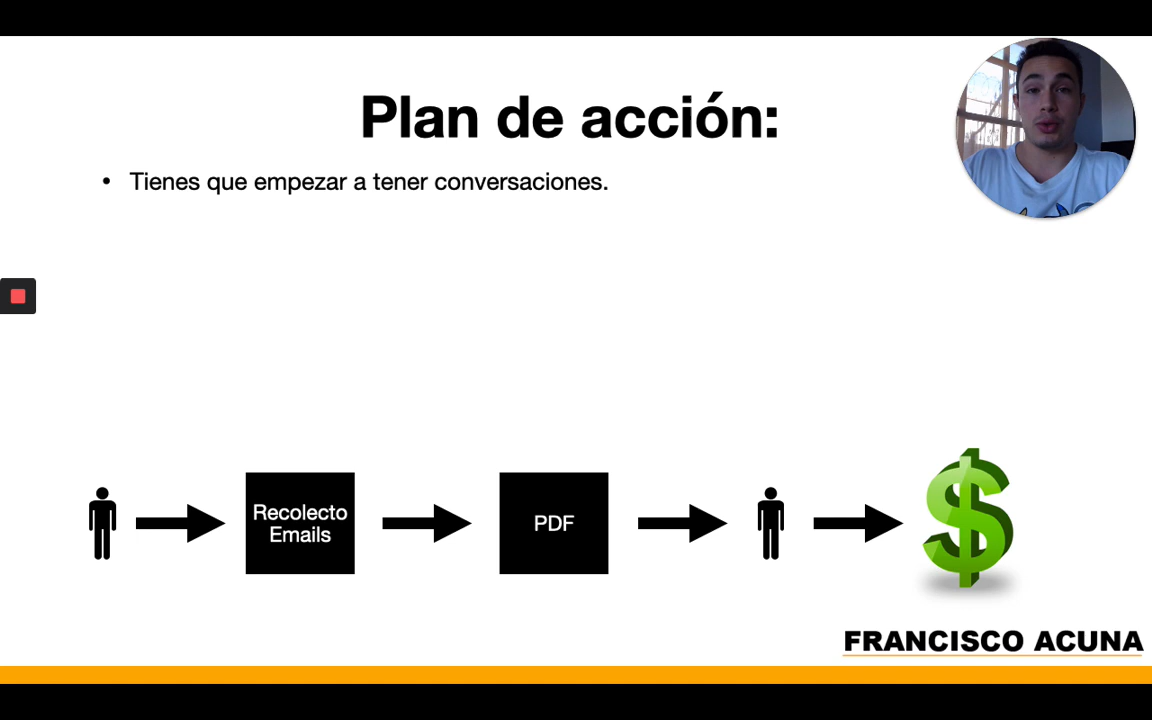 Plan de acción:
• Tienes que empezar a tener conversaciones.
Recolecto
Emails
PDF
FRANCISCO ACUNA